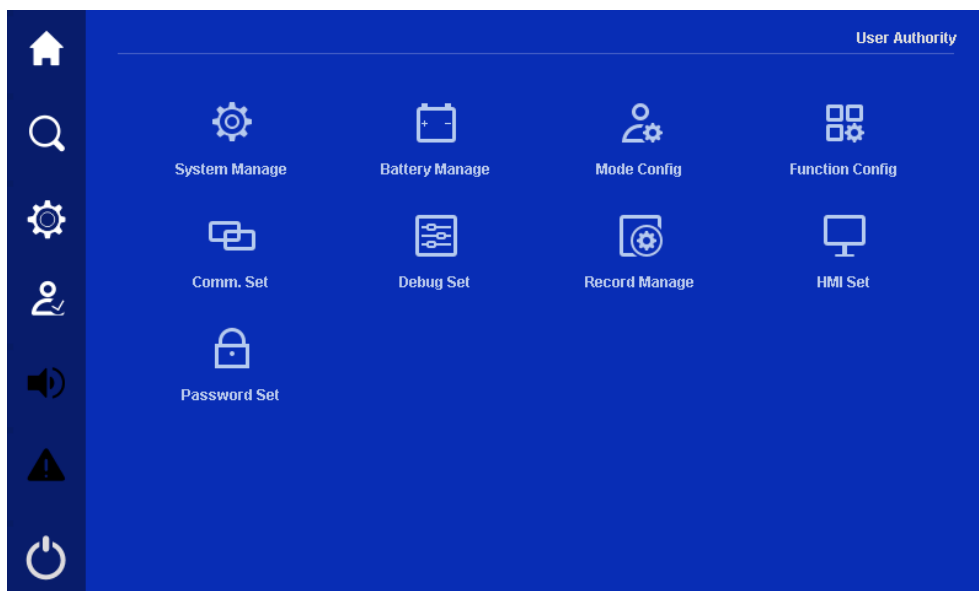 User Authority
System Manage
Battery Manage
Mode Config
Function Config
Comm. Set
Debug Set
Record Manage
HMI Set
Password Set